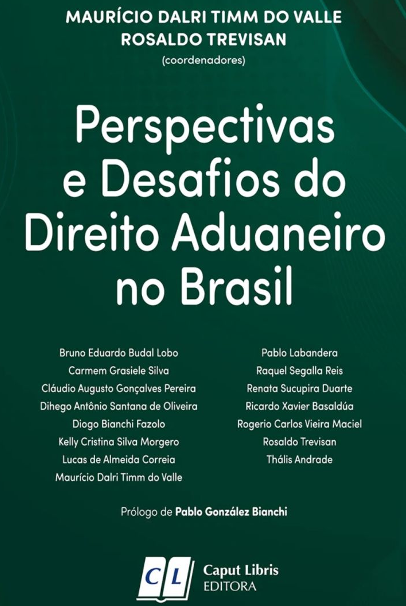 MAURÍCIO DALRI TIMM DO VALLE
ROSALDO TREVISAN
(coordenadores)
Perspectivas
e Desafios do
Direito Aduaneiro
no Brasil
Bruno Eduardo Budal Lobo
Carmem Grasiele Silva
Cláudio Augusto Gonçalves Pereira
Dihego Antônio Santana de Oliveira
Diogo Bianchi Fazolo
Kelly Cristina Silva Morgero
Lucas de Almeida Correia
Maurício Dalri Timm do Valle
Pablo Labandera
Raquel Segalla Reis
Renata Sucupira Duarte
Ricardo Xavier Basaldúa
Rogerio Carlos Vieira Maciel
Rosaldo Trevisan
Thális Andrade
Prólogo de Pablo González Bianchi
CL
Caput Libris
EDITORA